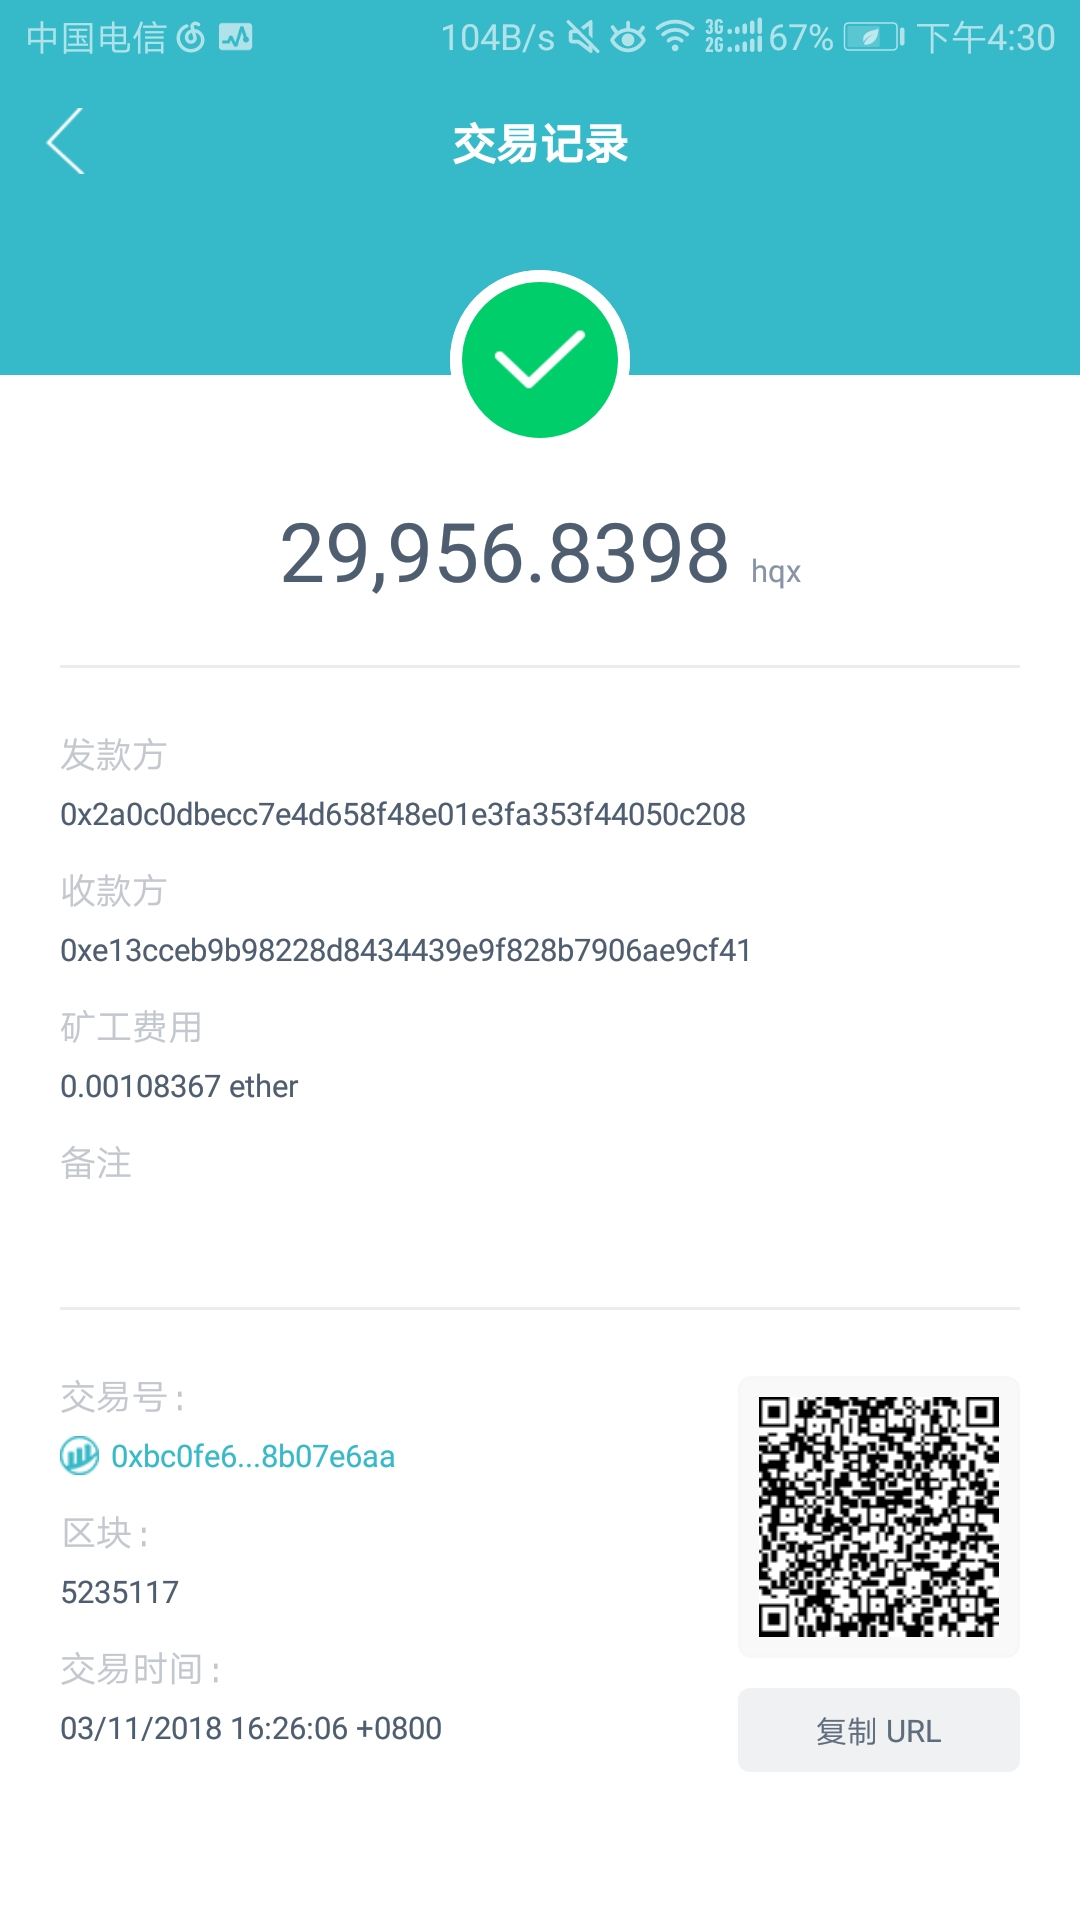 中国电信 104B/s 3G 2G 67% 下午4:30
交易记录
29,956.8398 hqx
发款方
0x2a0c0dbecc7e4d658f48e01e3fa353f44050c208
收款方
0xe13cceb9b98228d8434439e9f828b7906ae9cf41
矿工费用
0.00108367 ether
备注
交易号:
0xbc0fe6...8b07e6aa
区块:
5235117
交易时间:
03/11/2018 16:26:06 +0800
复制 URL